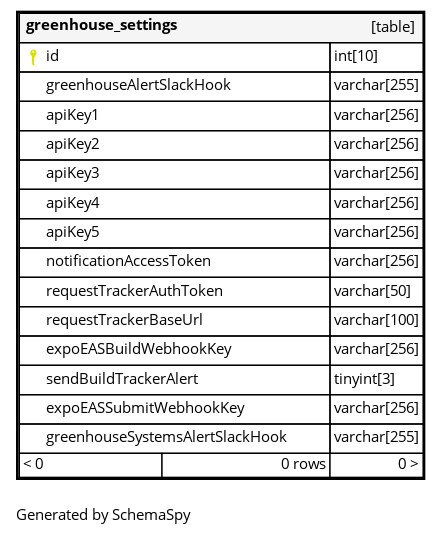 greenhouse_settings [table]
id int[10]
greenhouseAlertSlackHook varchar[255]
apiKey1 varchar[256]
apiKey2 varchar[256]
apiKey3 varchar[256]
apiKey4 varchar[256]
apiKey5 varchar[256]
notificationAccessToken varchar[256]
requestTrackerAuthToken varchar[50]
requestTrackerBaseUrl varchar[100]
expoEASBuildWebhookKey varchar[256]
sendBuildTrackerAlert tinyint[3]
expoEASSubmitWebhookKey varchar[256]
greenhouseSystemsAlertSlackHook varchar[255]
< 0 0 rows 0 >
Generated by SchemaSpy